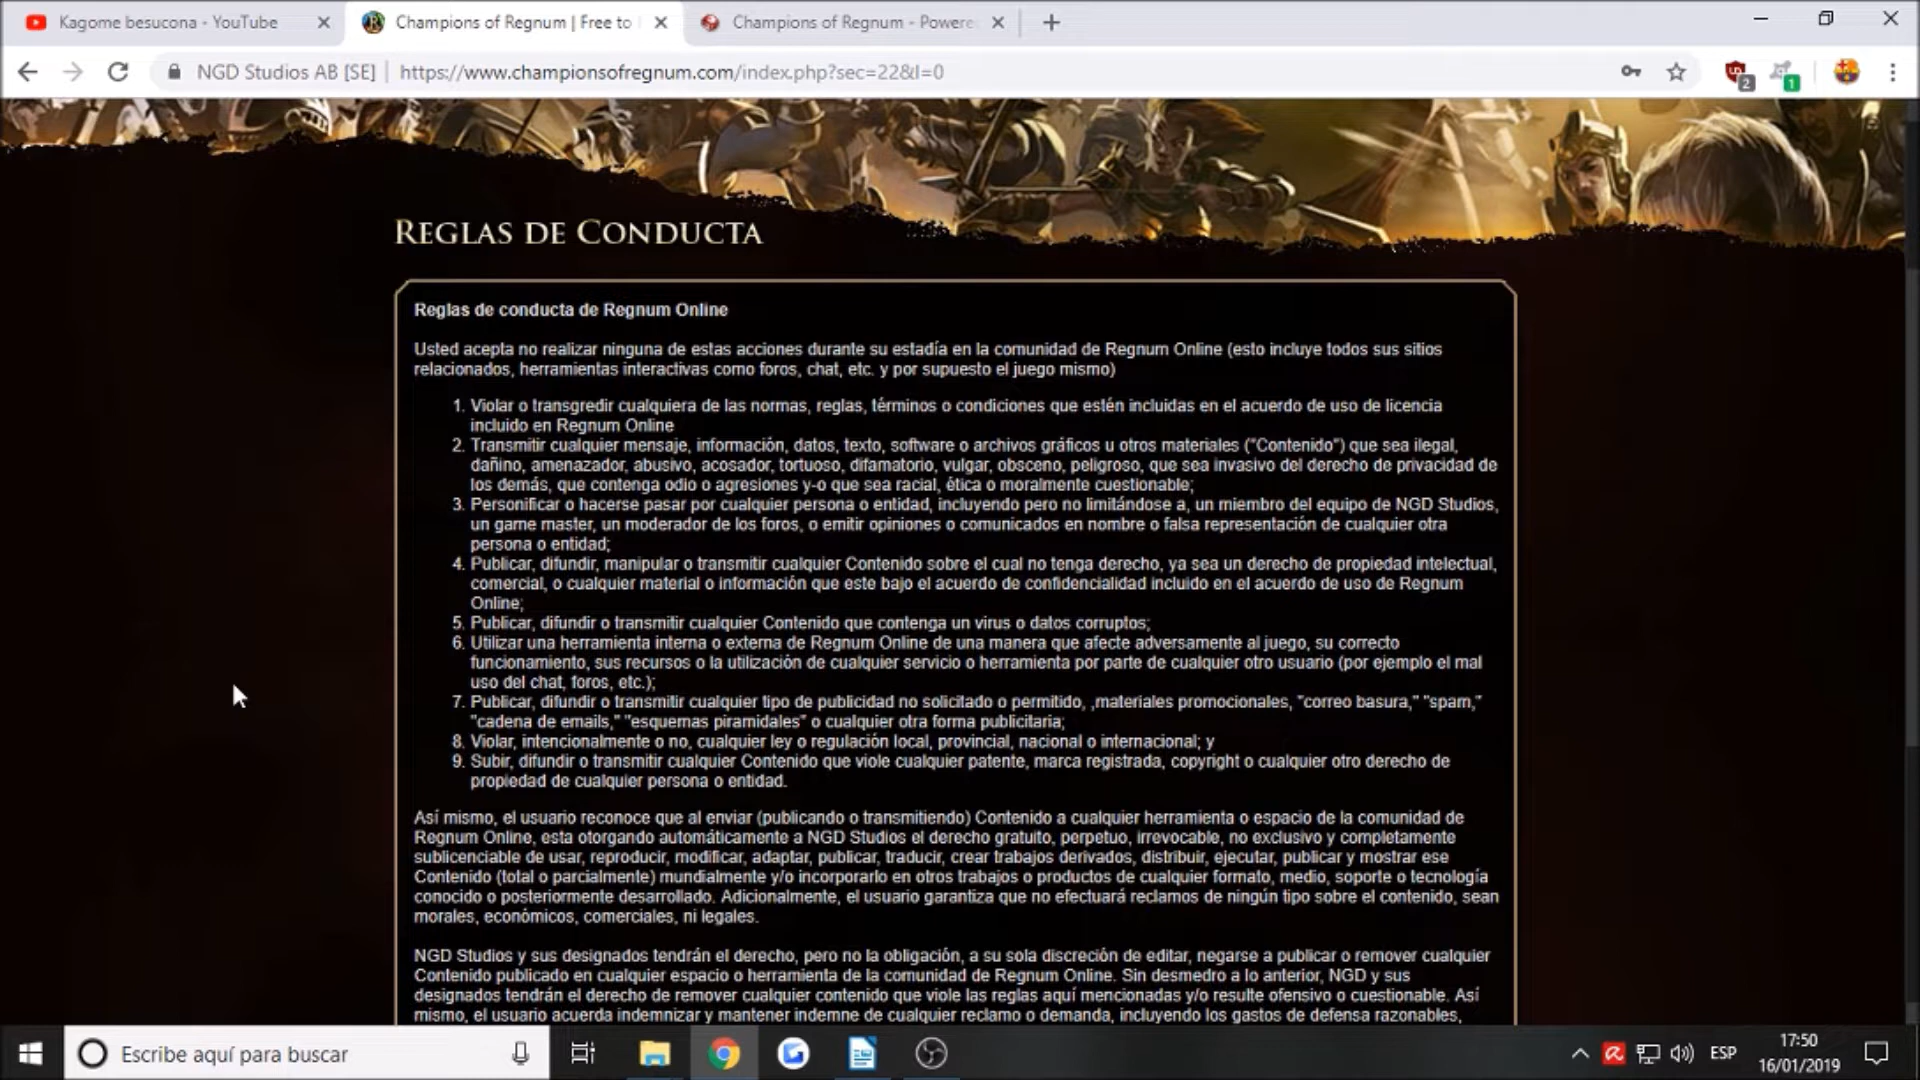 Kagome besucona - YouTube
Champions of Regnum | Free to
Champions of Regnum - Powere
NGD Studios AB [SE] | https://www.championsofregnum.com/index.php?sec=22&l=0
2
1
REGLAS DE CONDUCTA
Reglas de conducta de Regnum Online
Usted acepta no realizar ninguna de estas acciones durante su estadía en la comunidad de Regnum Online (esto incluye todos sus sitios
relacionados, herramientas interactivas como foros, chat, etc. y por supuesto el juego mismo)
1. Violar o transgredir cualquiera de las normas, reglas, términos o condiciones que estén incluidas en el acuerdo de uso de licencia
incluido en Regnum Online
2. Transmitir cualquier mensaje, información, datos, texto, software o archivos gráficos u otros materiales ("Contenido") que sea ilegal,
dañino, amenazador, abusivo, acosador, tortuoso, difamatorio, vulgar, obsceno, peligroso, que sea invasivo del derecho de privacidad de
los demás, que contenga odio o agresiones y-o que sea racial, ética o moralmente cuestionable;
3. Personificar o hacerse pasar por cualquier persona o entidad, incluyendo pero no limitándose a, un miembro del equipo de NGD Studios,
un game master, un moderador de los foros, o emitir opiniones o comunicados en nombre o falsa representación de cualquier otra
persona o entidad;
4. Publicar, difundir, manipular o transmitir cualquier Contenido sobre el cual no tenga derecho, ya sea un derecho de propiedad intelectual,
comercial, o cualquier material o información que este bajo el acuerdo de confidencialidad incluido en el acuerdo de uso de Regnum
Online;
5. Publicar, difundir o transmitir cualquier Contenido que contenga un virus o datos corruptos;
6. Utilizar una herramienta interna o externa de Regnum Online de una manera que afecte adversamente al juego, su correcto
funcionamiento, sus recursos o la utilización de cualquier servicio o herramienta por parte de cualquier otro usuario (por ejemplo el mal
uso del chat, foros, etc.);
7. Publicar, difundir o transmitir cualquier tipo de publicidad no solicitado o permitido, ,materiales promocionales, "correo basura," "spam,"
"cadena de emails," "esquemas piramidales" o cualquier otra forma publicitaria;
8. Violar, intencionalmente o no, cualquier ley o regulación local, provincial, nacional o internacional; y
9. Subir, difundir o transmitir cualquier Contenido que viole cualquier patente, marca registrada, copyright o cualquier otro derecho de
propiedad de cualquier persona o entidad.
Así mismo, el usuario reconoce que al enviar (publicando o transmitiendo) Contenido a cualquier herramienta o espacio de la comunidad de
Regnum Online, esta otorgando automáticamente a NGD Studios el derecho gratuito, perpetuo, irrevocable, no exclusivo y completamente
sublicenciable de usar, reproducir, modificar, adaptar, publicar, traducir, crear trabajos derivados, distribuir, ejecutar, publicar y mostrar ese
Contenido (total o parcialmente) mundialmente y/o incorporarlo en otros trabajos o productos de cualquier formato, medio, soporte o tecnología
conocido o posteriormente desarrollado. Adicionalmente, el usuario garantiza que no efectuará reclamos de ningún tipo sobre el contenido, sean
morales, económicos, comerciales, ni legales.
NGD Studios y sus designados tendrán el derecho, pero no la obligación, a su sola discreción de editar, negarse a publicar o remover cualquier
Contenido publicado en cualquier espacio o herramienta de la comunidad de Regnum Online. Sin desmedro a lo anterior, NGD y sus
designados tendrán el derecho de remover cualquier contenido que viole las reglas aquí mencionadas y/o resulte ofensivo o cuestionable. Así
mismo, el usuario acuerda indemnizar y mantener indemne de cualquier reclamo o demanda, incluyendo los gastos de defensa razonables,
Escribe aquí para buscar
ESP
17:50
16/01/2019